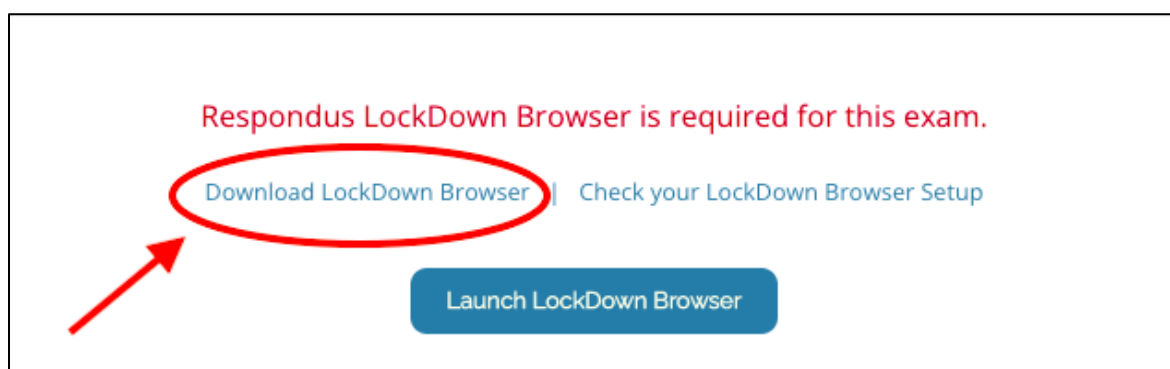 Respondus LockDown Browser is required for this exam.
Download LockDown Browser | Check your LockDown Browser Setup
Launch LockDown Browser